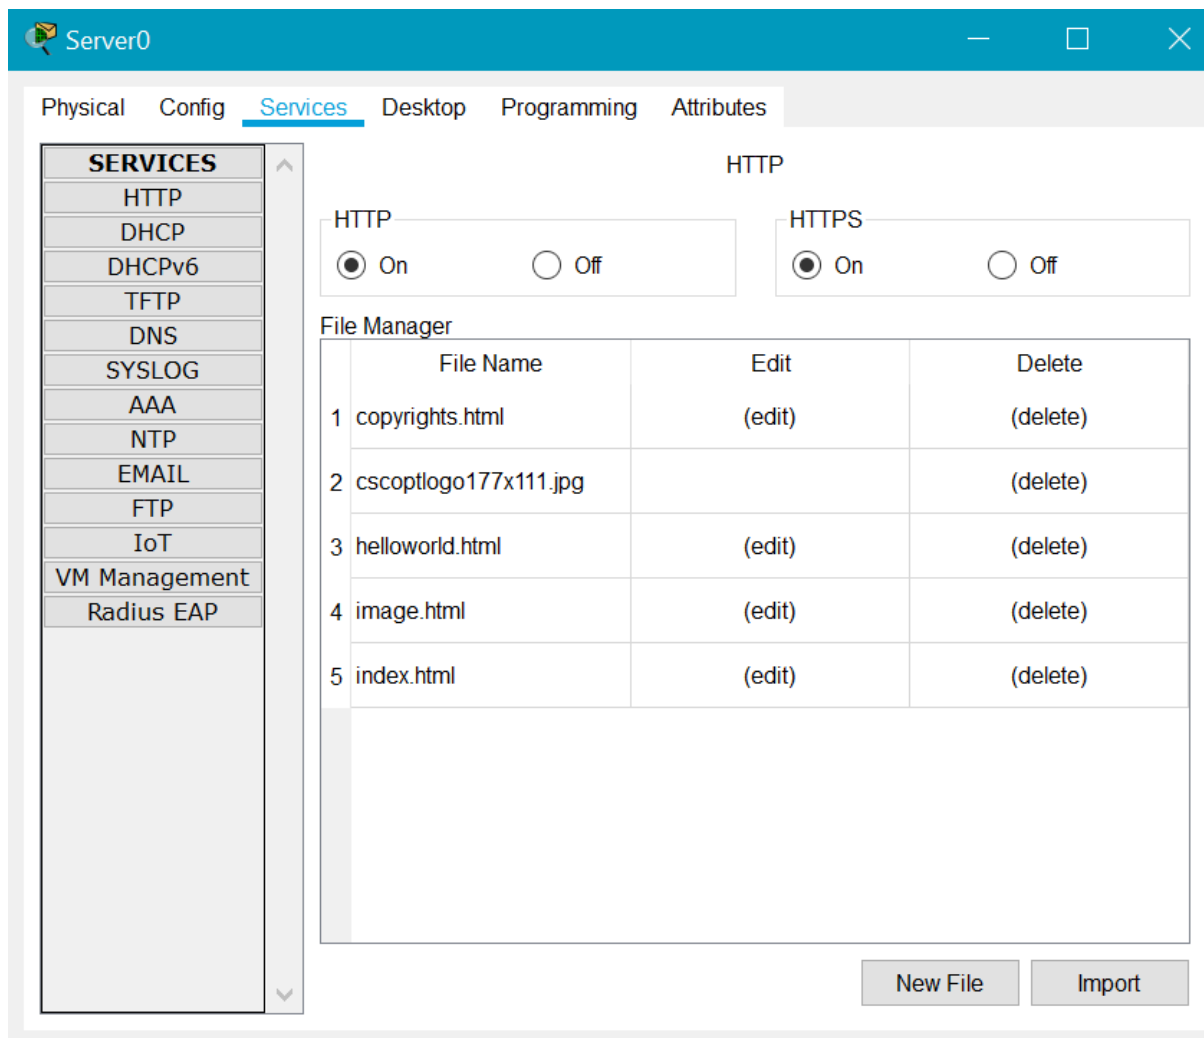 Server0
Physical Config Services Desktop Programming Attributes
SERVICES
HTTP
DHCP
DHCPv6
TFTP
DNS
SYSLOG
AAA
NTP
EMAIL
FTP
IoT
VM Management
Radius EAP
HTTP
HTTP
On Off
HTTPS
On Off
File Manager
File Name Edit Delete
1 copyrights.html (edit) (delete)
2 cscoptlogo177x111.jpg (delete)
3 helloworld.html (edit) (delete)
4 image.html (edit) (delete)
5 index.html (edit) (delete)
New File Import